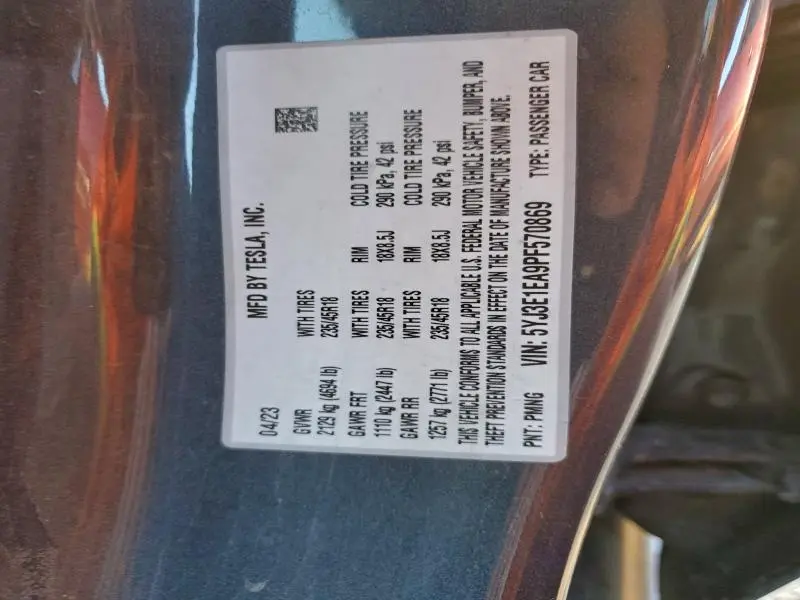 MFD BY TESLA, INC.
04/23
GVWR WITH TIRES RIM COLD TIRE PRESSURE
2129 kg (4694 lb) 235/45R18 18X8.5J 290 kPa, 42 psi
GAWR FRT WITH TIRES RIM COLD TIRE PRESSURE
1110 kg (2447 lb) 235/45R18 18X8.5J 290 kPa, 42 psi
GAWR RR WITH TIRES
1257 kg (2771 lb) 235/45R18
THIS VEHICLE CONFORMS TO ALL APPLICABLE U.S. FEDERAL MOTOR VEHICLE SAFETY, BUMPER, AND
THEFT PREVENTION STANDARDS IN EFFECT ON THE DATE OF MANUFACTURE SHOWN ABOVE.
PNT: PMNG VIN: 5YJ3E1EA9PF570869 TYPE: PASSENGER CAR